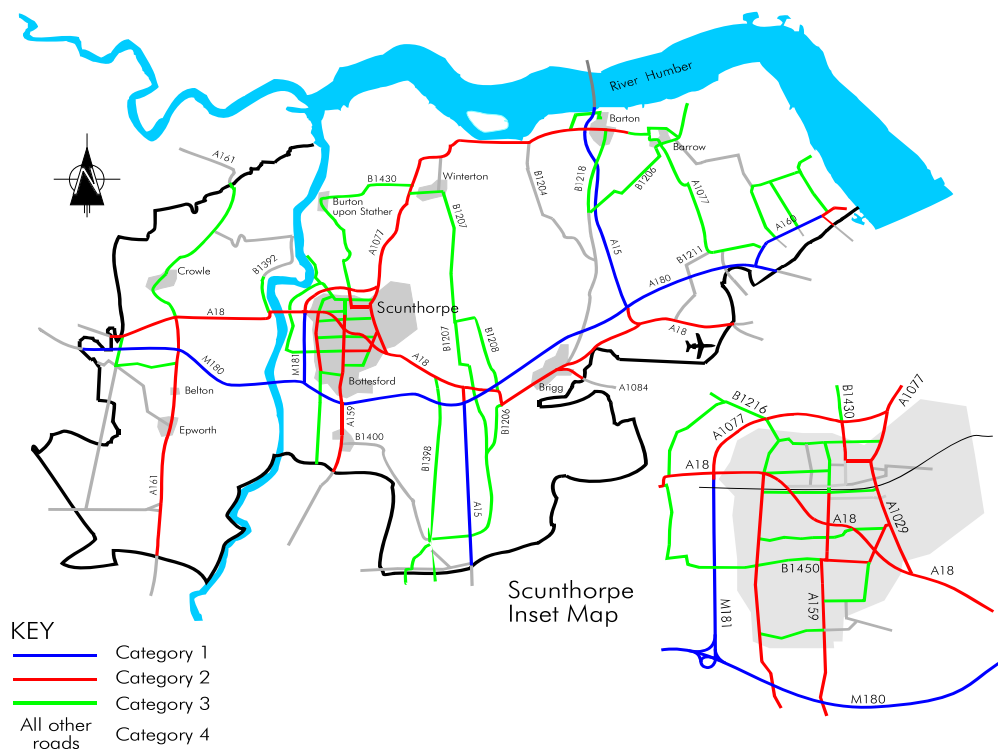 River Humber
Barton
Barrow
A161
B1218
B1206
B1204
A1077
Winterton
B1430
Burton
upon Stather
B1207
A1077
A15
B1211
A160
A180
Crowle
B1392
Scunthorpe
A18
A18
M180
M181
A18
B1207
B1208
Belton
Bottesford
Brigg
A1084
Epworth
A159
B1400
B1206
B1398
A161
A15
B1216
B1430
A1077
A1077
A18
A18
A1029
B1450
A18
A159
M181
M180
Scunthorpe
Inset Map
KEY
Category 1
Category 2
Category 3
All other
roads
Category 4